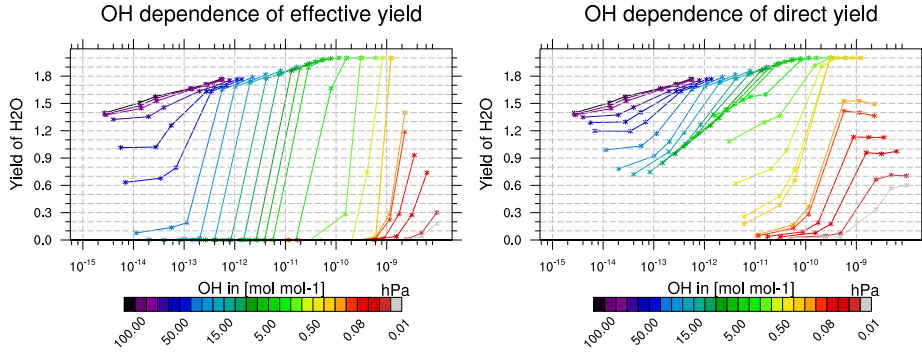 OH dependence of effective yield
Yield of H2O
1.8
1.5
1.2
0.9
0.6
0.3
0.0
10-15 10-14 10-13 10-12 10-11 10-10 10-9
OH in [mol mol-1]
hPa
100.00 50.00 15.00 5.00 0.50 0.08 0.01
OH dependence of direct yield
Yield of H2O
1.8
1.5
1.2
0.9
0.6
0.3
0.0
10-15 10-14 10-13 10-12 10-11 10-10 10-9
OH in [mol mol-1]
hPa
100.00 50.00 15.00 5.00 0.50 0.08 0.01